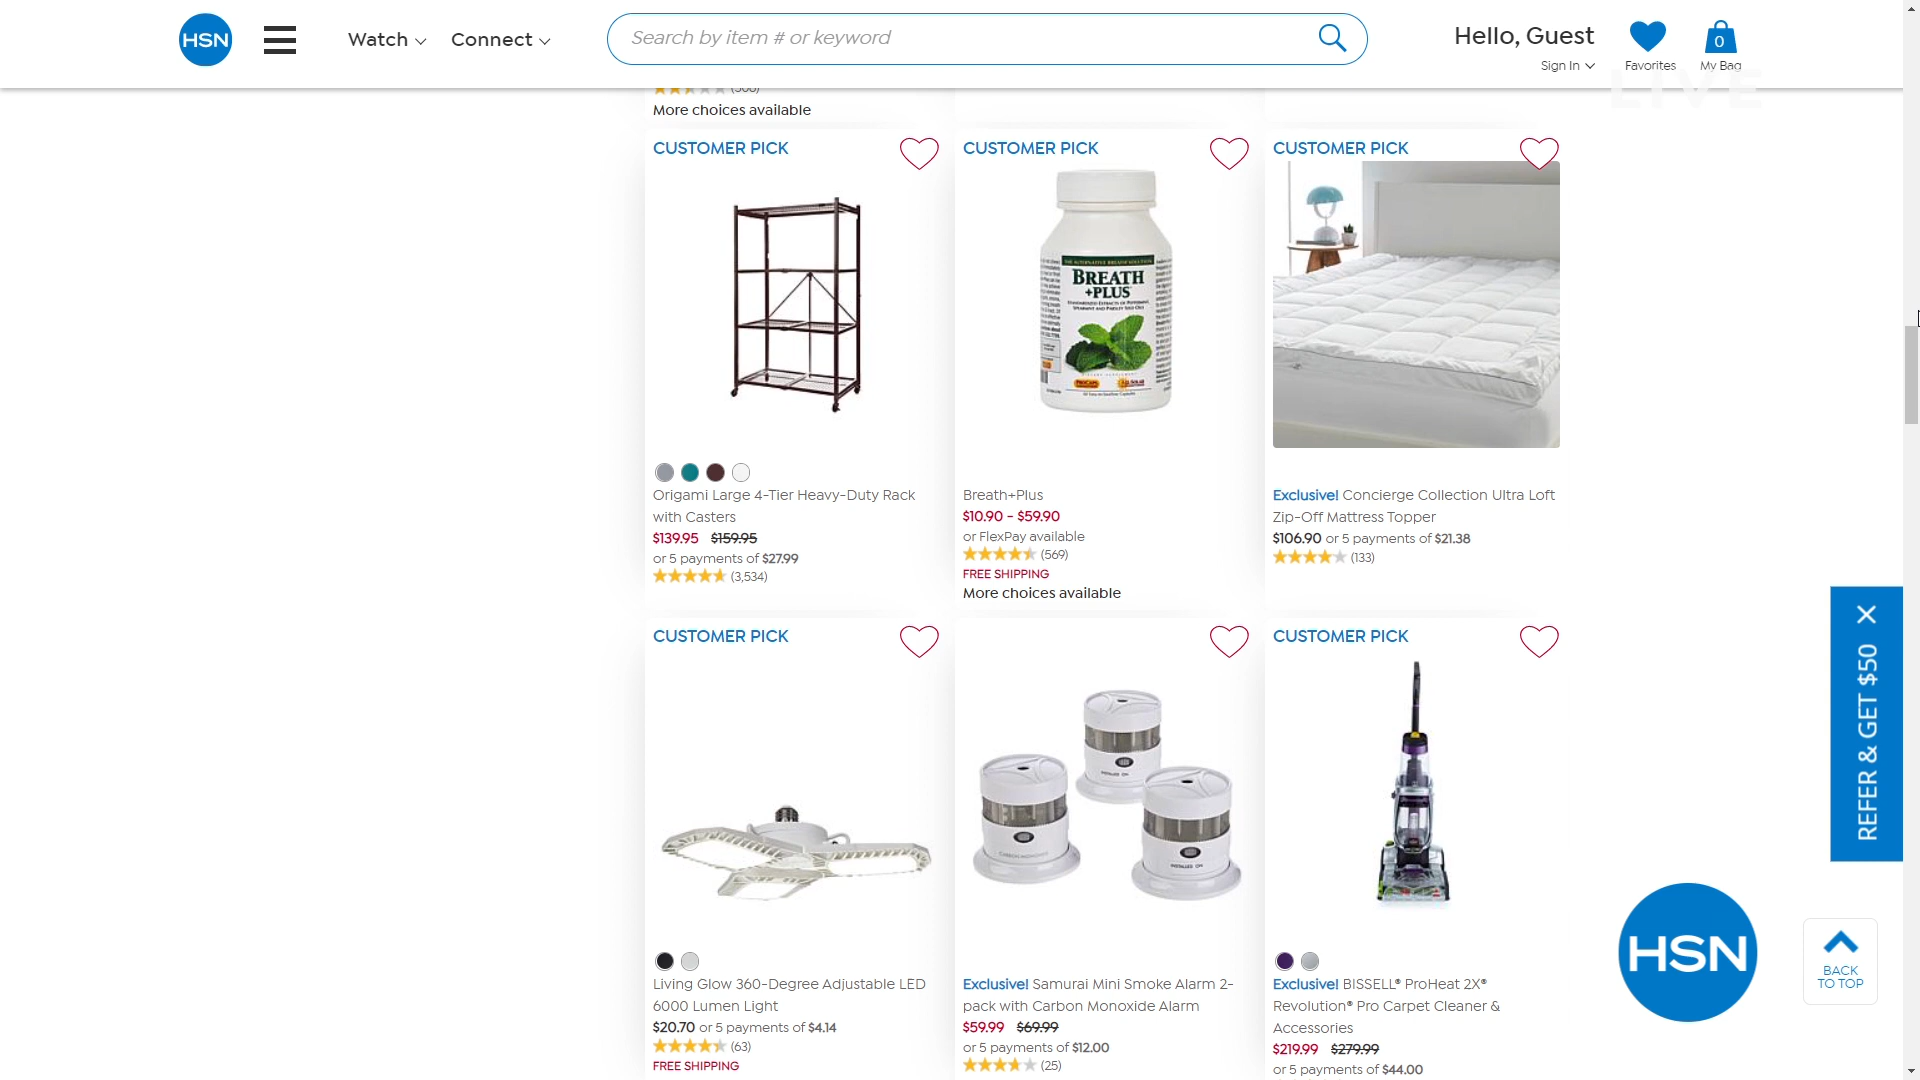 HSN
Watch
Connect
Search by item # or keyword
Hello, Guest
Sign In
Favorites
0
My Bag
LIVE
More choices available
CUSTOMER PICK
Origami Large 4-Tier Heavy-Duty Rack
with Casters
$139.95 $159.95
or 5 payments of $27.99
(3,534)
CUSTOMER PICK
BREATH
+PLUS
Breath+Plus
$10.90 - $59.90
or FlexPay available
(569)
FREE SHIPPING
More choices available
CUSTOMER PICK
Exclusive! Concierge Collection Ultra Loft
Zip-Off Mattress Topper
$106.90 or 5 payments of $21.38
(133)
CUSTOMER PICK
Living Glow 360-Degree Adjustable LED
6000 Lumen Light
$20.70 or 5 payments of $4.14
(63)
FREE SHIPPING
Exclusive! Samurai Mini Smoke Alarm 2-
pack with Carbon Monoxide Alarm
$59.99 $69.99
or 5 payments of $12.00
(25)
CUSTOMER PICK
Exclusive! BISSELL® ProHeat 2X®
Revolution® Pro Carpet Cleaner &
Accessories
$219.99 $279.99
or 5 payments of $44.00
REFER & GET $50
HSN
BACK
TO TOP